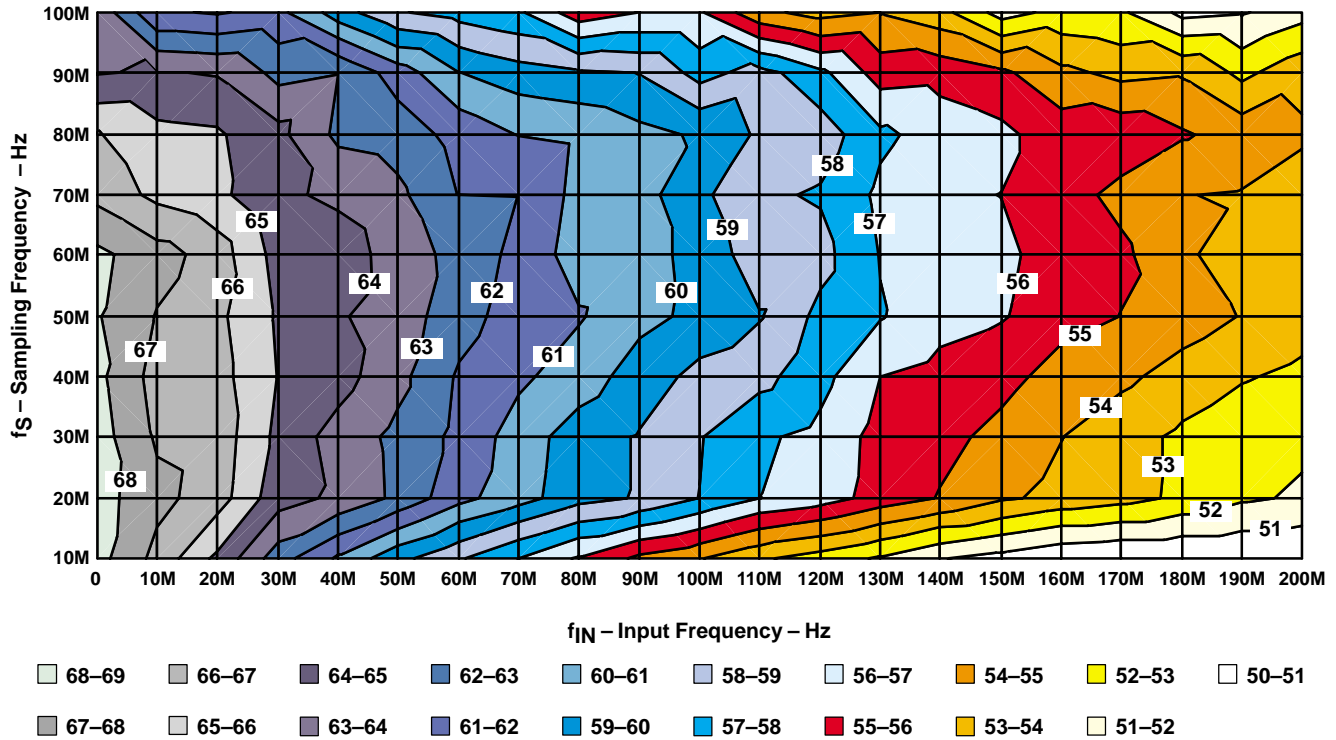 100M
90M
80M
70M
60M
50M
40M
30M
20M
10M
fS – Sampling Frequency – Hz
58
65
59
57
64
66
62
60
56
55
67
63
61
54
53
68
52
51
0 10M 20M 30M 40M 50M 60M 70M 80M 90M 100M 110M 120M 130M 140M 150M 160M 170M 180M 190M 200M
fIN – Input Frequency – Hz
68–69 66–67 64–65 62–63 60–61 58–59 56–57 54–55 52–53 50–51
67–68 65–66 63–64 61–62 59–60 57–58 55–56 53–54 51–52